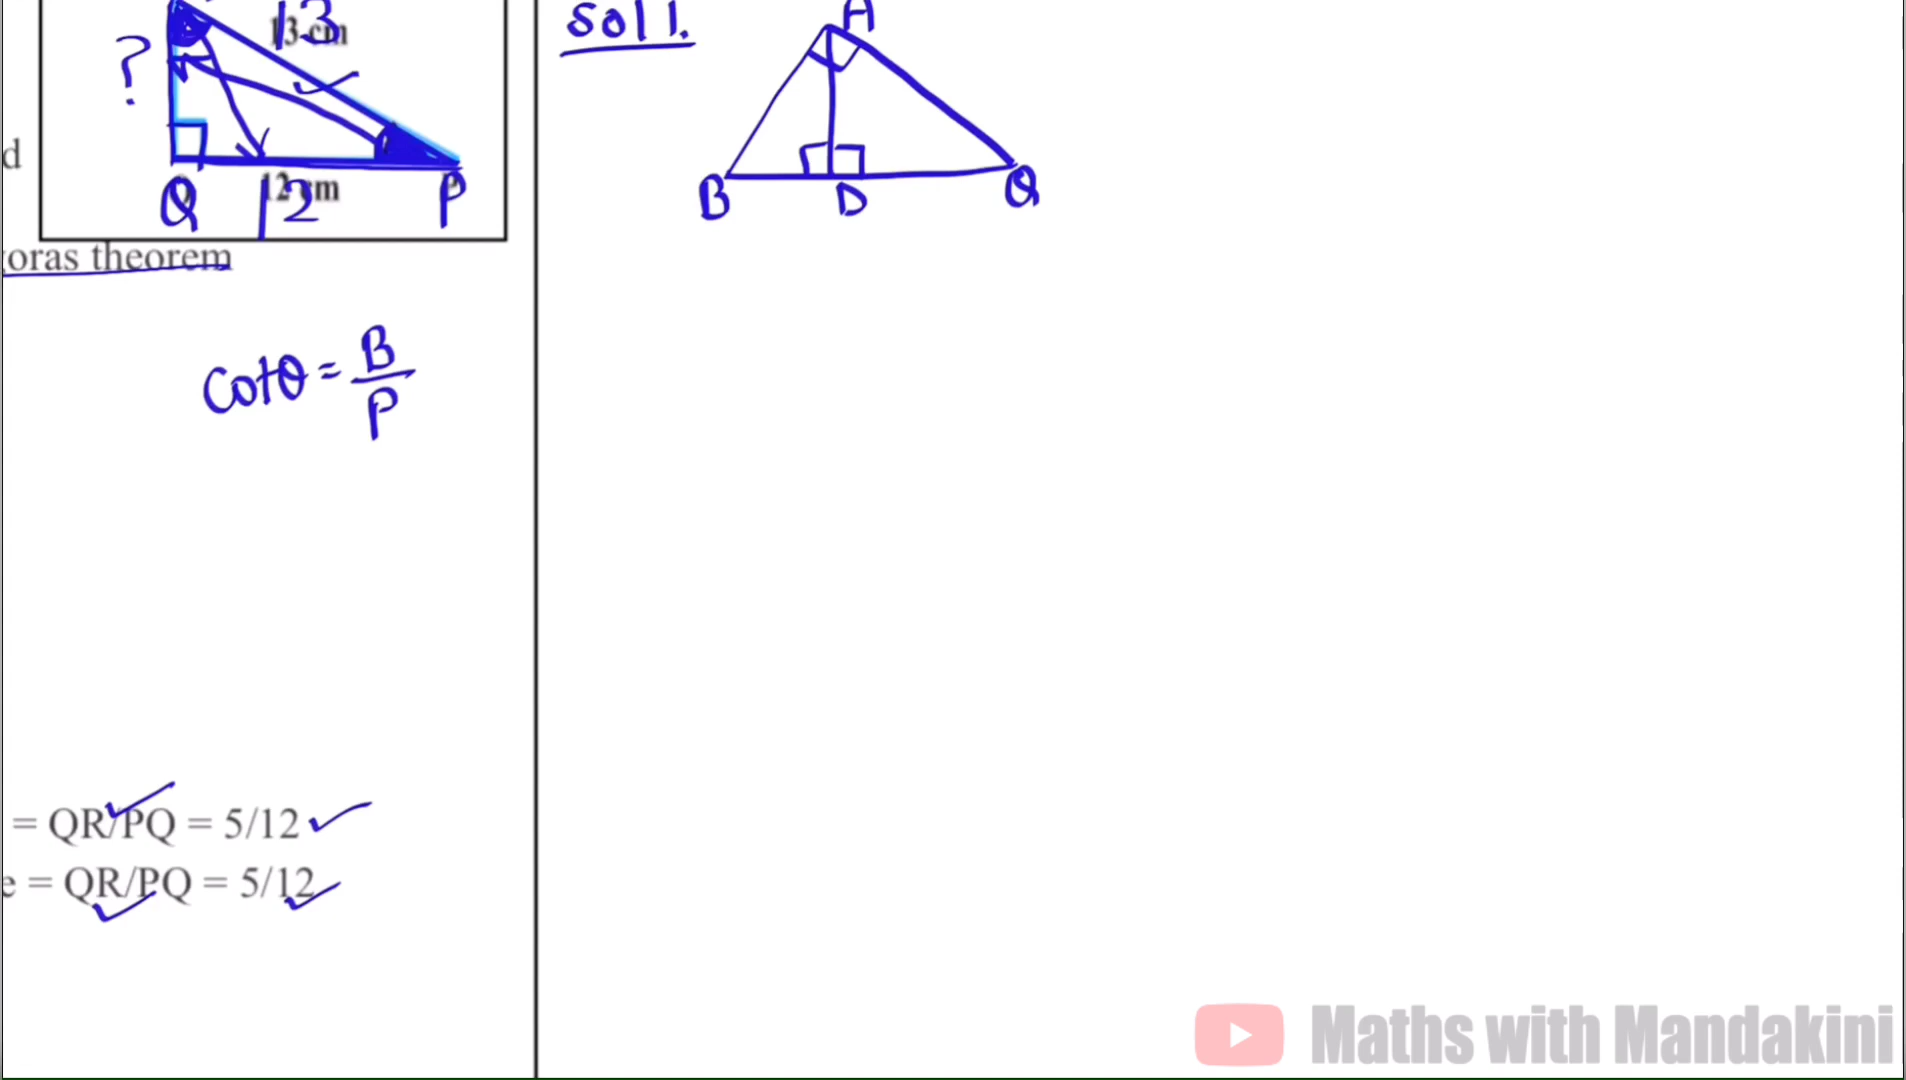 13
13 cm
?
d
12
12 cm
Q
P
oras theorem
Cotθ = B/P
= QR/PQ = 5/12
e = QR/PQ = 5/12
sol 1.
A
B
D
Q
Maths with Mandakini